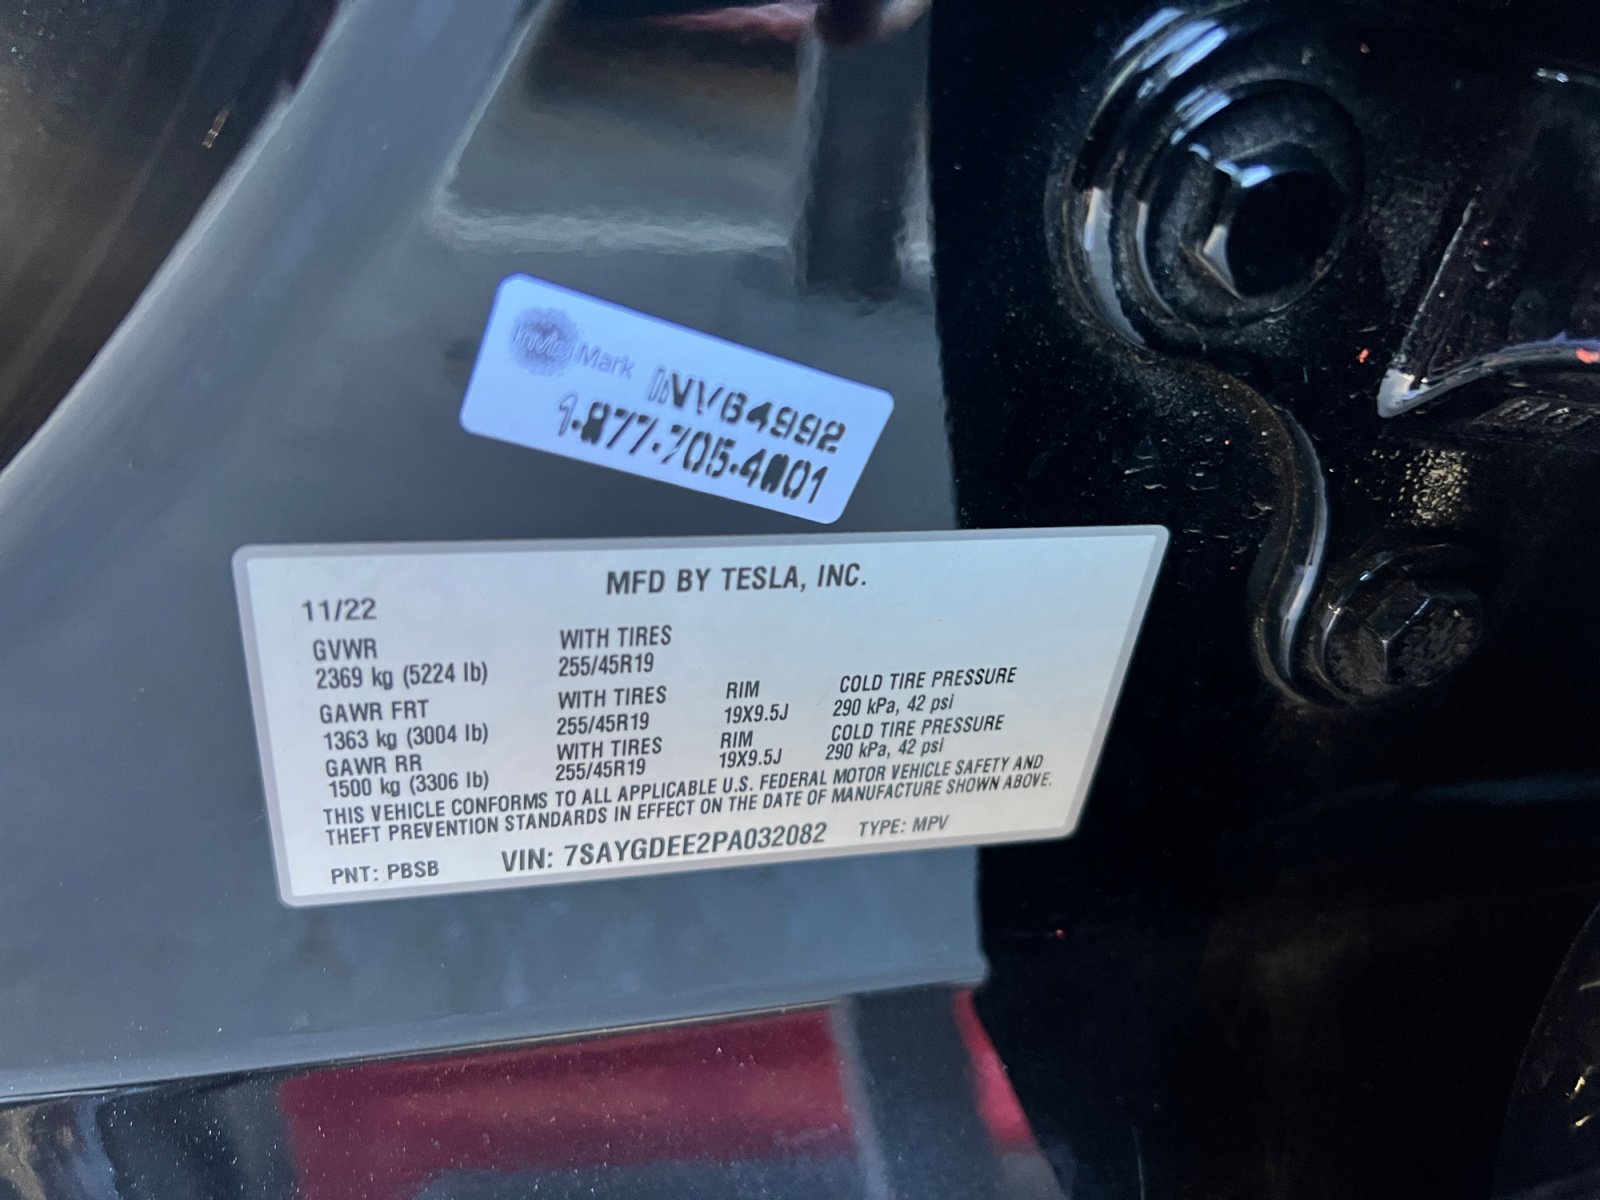 InvisiMark INV64992
1-877-705-4001
MFD BY TESLA, INC.
11/22
GVWR WITH TIRES
2369 kg (5224 lb) 255/45R19
GAWR FRT WITH TIRES RIM COLD TIRE PRESSURE
1363 kg (3004 lb) 255/45R19 19X9.5J 290 kPa, 42 psi
GAWR RR WITH TIRES RIM COLD TIRE PRESSURE
1500 kg (3306 lb) 255/45R19 19X9.5J 290 kPa, 42 psi
THIS VEHICLE CONFORMS TO ALL APPLICABLE U.S. FEDERAL MOTOR VEHICLE SAFETY AND
THEFT PREVENTION STANDARDS IN EFFECT ON THE DATE OF MANUFACTURE SHOWN ABOVE.
PNT: PBSB VIN: 7SAYGDEE2PA032082 TYPE: MPV